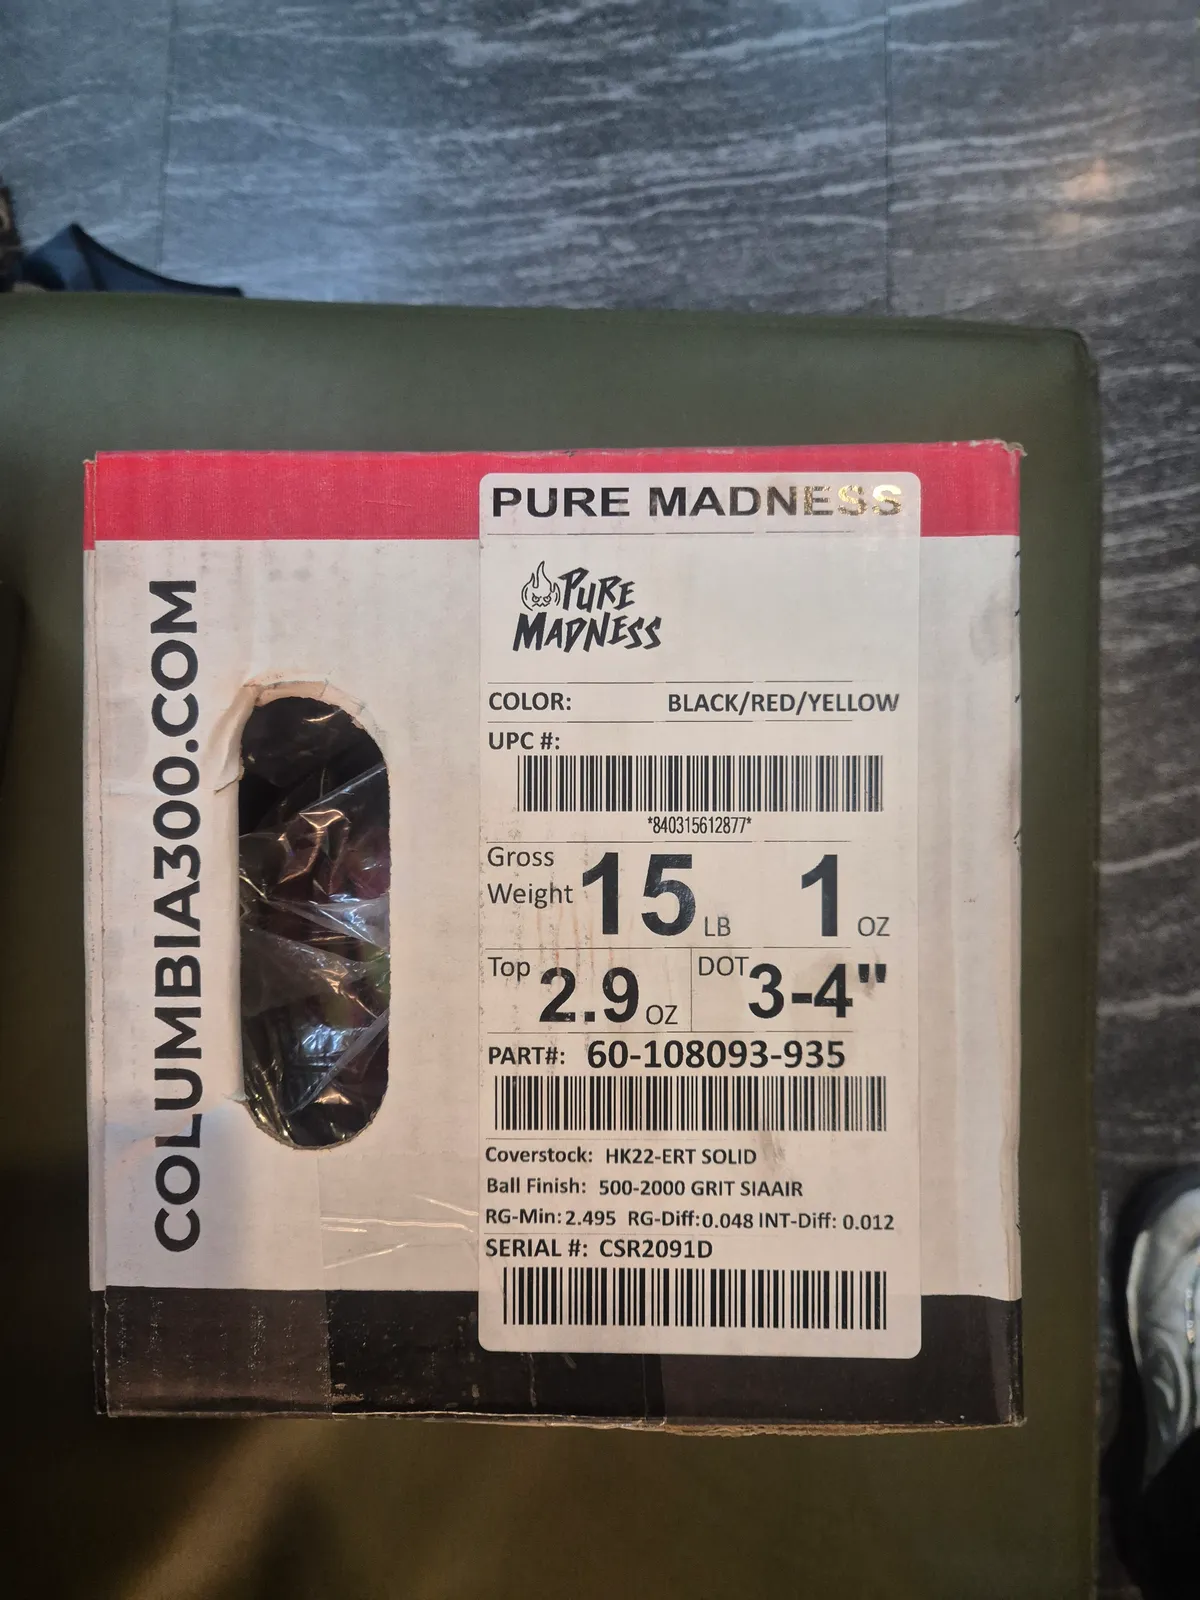 COLUMBIA300.COM
PURE MADNESS
PURE
MADNESS
COLOR: BLACK/RED/YELLOW
UPC #:
*840315612877*
Gross
Weight 15 LB 1 OZ
Top 2.9 OZ DOT 3-4"
PART#: 60-108093-935
Coverstock: HK22-ERT SOLID
Ball Finish: 500-2000 GRIT SIAAIR
RG-Min: 2.495 RG-Diff: 0.048 INT-Diff: 0.012
SERIAL #: CSR2091D